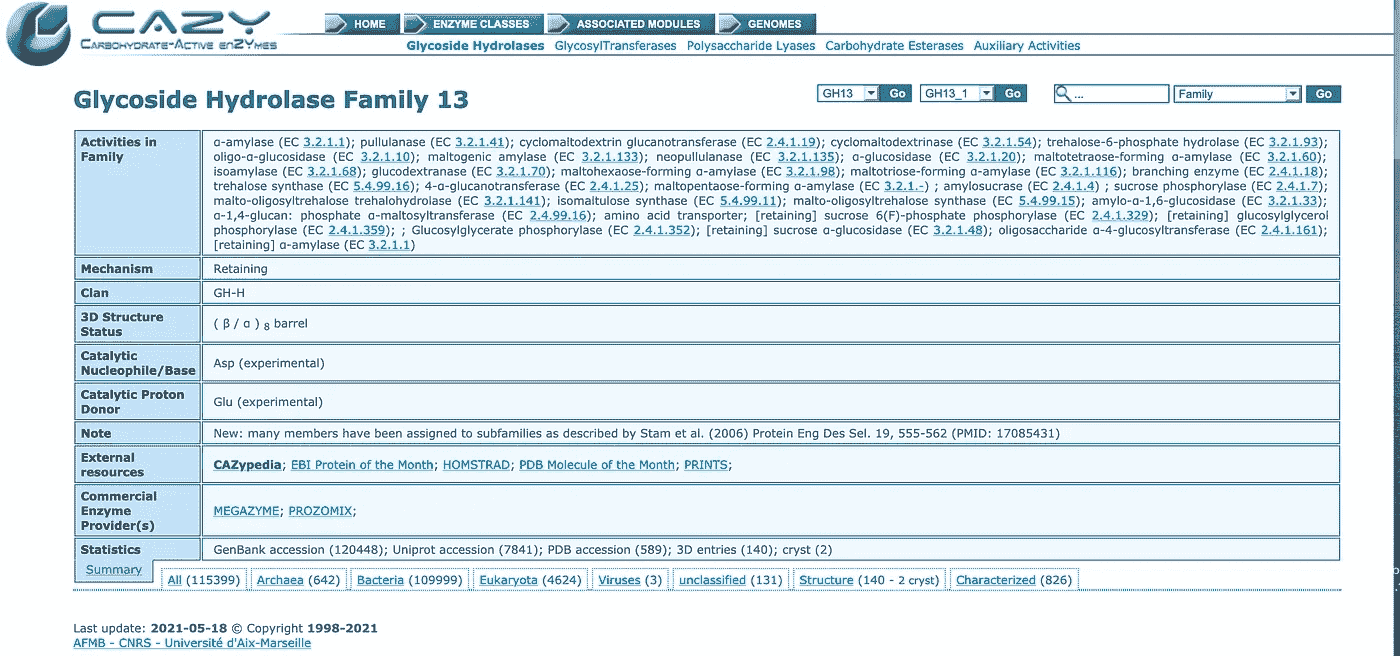 CAZY
CARBOHYDRATE-ACTIVE ENZYMES
HOME ENZYME CLASSES ASSOCIATED MODULES GENOMES
Glycoside Hydrolases GlycosylTransferases Polysaccharide Lyases Carbohydrate Esterases Auxiliary Activities
Glycoside Hydrolase Family 13
GH13 Go GH13_1 Go ... Family Go
Activities in Family
α-amylase (EC 3.2.1.1); pullulanase (EC 3.2.1.41); cyclomaltodextrin glucanotransferase (EC 2.4.1.19); cyclomaltodextrinase (EC 3.2.1.54); trehalose-6-phosphate hydrolase (EC 3.2.1.93);
oligo-α-glucosidase (EC 3.2.1.10); maltogenic amylase (EC 3.2.1.133); neopullulanase (EC 3.2.1.135); α-glucosidase (EC 3.2.1.20); maltotetraose-forming α-amylase (EC 3.2.1.60);
isoamylase (EC 3.2.1.68); glucodextranase (EC 3.2.1.70); maltohexaose-forming α-amylase (EC 3.2.1.98); maltotriose-forming α-amylase (EC 3.2.1.116); branching enzyme (EC 2.4.1.18);
trehalose synthase (EC 5.4.99.16); 4-α-glucanotransferase (EC 2.4.1.25); maltopentaose-forming α-amylase (EC 3.2.1.-) ; amylosucrase (EC 2.4.1.4) ; sucrose phosphorylase (EC 2.4.1.7);
malto-oligosyltrehalose trehalohydrolase (EC 3.2.1.141); isomaltulose synthase (EC 5.4.99.11); malto-oligosyltrehalose synthase (EC 5.4.99.15); amylo-α-1,6-glucosidase (EC 3.2.1.33);
α-1,4-glucan: phosphate α-maltosyltransferase (EC 2.4.99.16); amino acid transporter; [retaining] sucrose 6(F)-phosphate phosphorylase (EC 2.4.1.329); [retaining] glucosylglycerol
phosphorylase (EC 2.4.1.359); ; Glucosylglycerate phosphorylase (EC 2.4.1.352); [retaining] sucrose α-glucosidase (EC 3.2.1.48); oligosaccharide α-4-glucosyltransferase (EC 2.4.1.161);
[retaining] α-amylase (EC 3.2.1.1)
Mechanism Retaining
Clan GH-H
3D Structure Status
( β / α ) 8 barrel
Catalytic Nucleophile/Base
Asp (experimental)
Catalytic Proton Donor
Glu (experimental)
Note New: many members have been assigned to subfamilies as described by Stam et al. (2006) Protein Eng Des Sel. 19, 555-562 (PMID: 17085431)
External resources
CAZypedia; EBI Protein of the Month; HOMSTRAD; PDB Molecule of the Month; PRINTS;
Commercial Enzyme Provider(s)
MEGAZYME; PROZOMIX;
Statistics GenBank accession (120448); Uniprot accession (7841); PDB accession (589); 3D entries (140); cryst (2)
Summary All (115399) Archaea (642) Bacteria (109999) Eukaryota (4624) Viruses (3) unclassified (131) Structure (140 - 2 cryst) Characterized (826)
Last update: 2021-05-18 © Copyright 1998-2021
AFMB - CNRS - Université d'Aix-Marseille